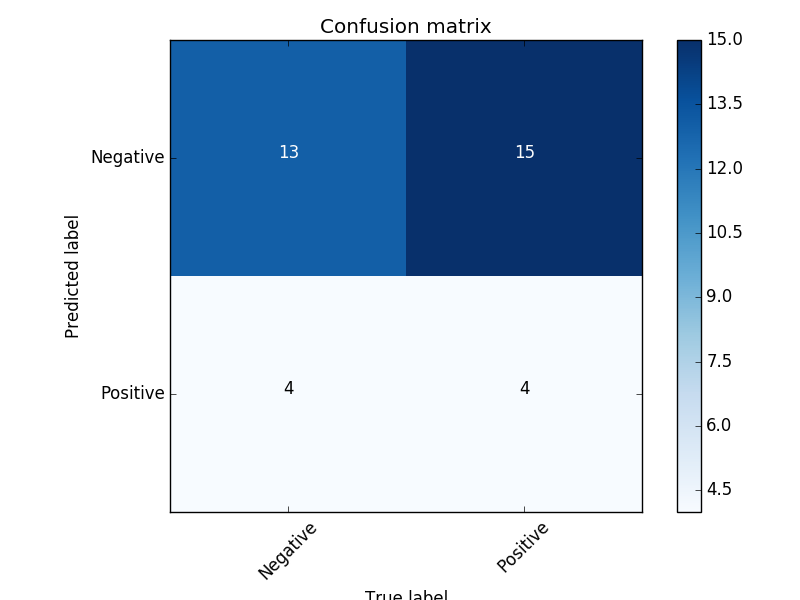 Confusion matrix
Negative
13
15
Positive
4
4
Predicted label
Negative
Positive
True label
15.0
13.5
12.0
10.5
9.0
7.5
6.0
4.5